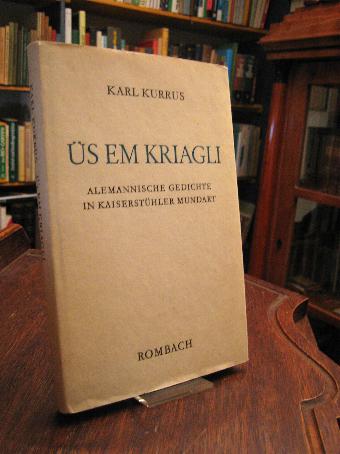 KARL KURRUS
ÜS EM KRIAGLI
ALEMANNISCHE GEDICHTE
IN KAISERSTÜHLER MUNDART
ROMBACH